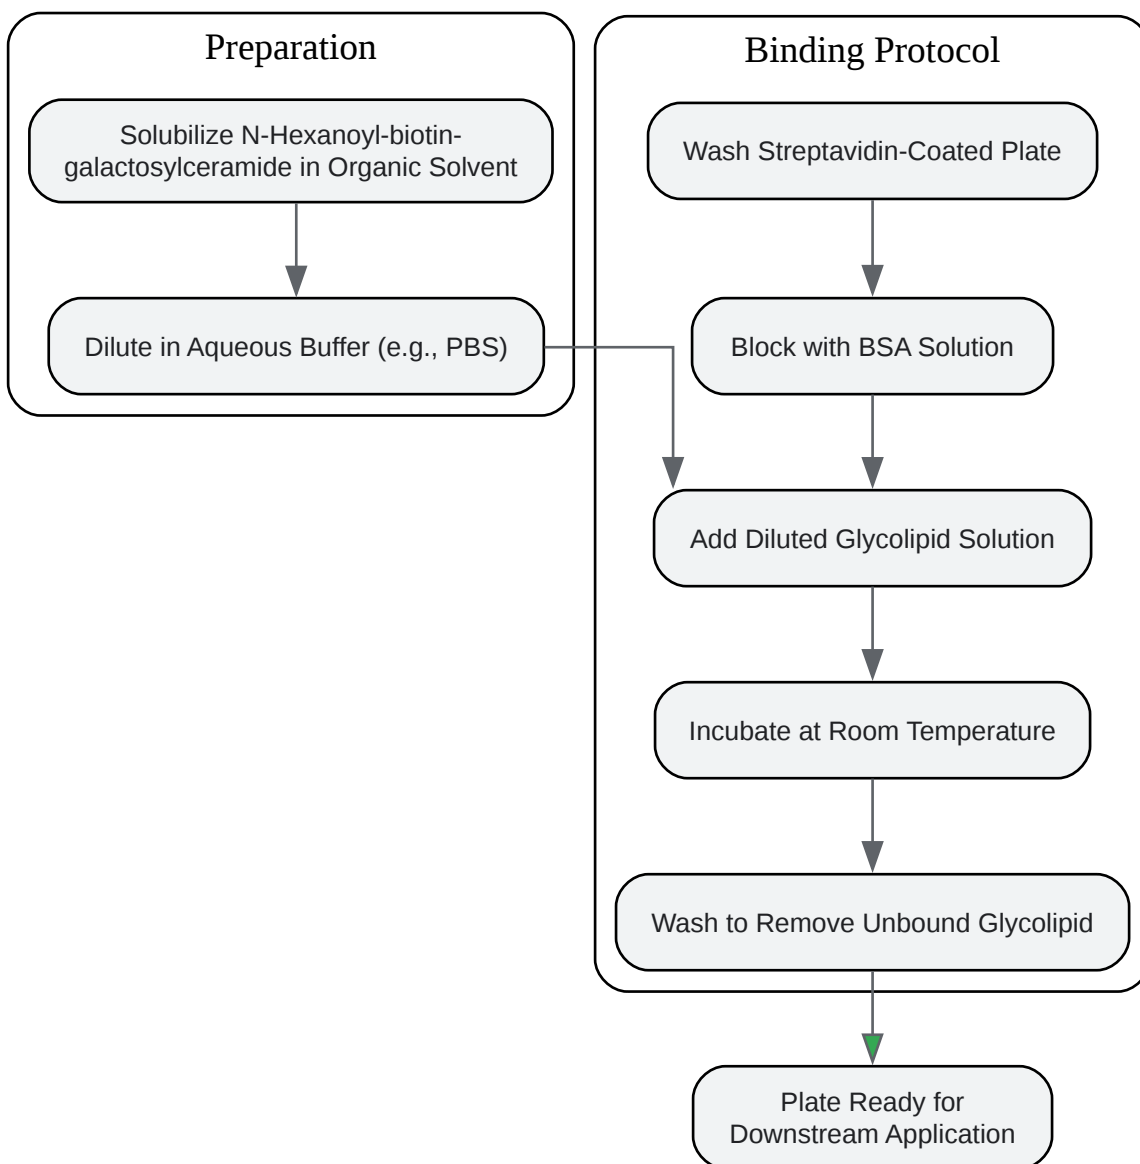 Preparation
Solubilize N-Hexanoyl-biotin-
galactosylceramide in Organic Solvent
Dilute in Aqueous Buffer (e.g., PBS)
Binding Protocol
Wash Streptavidin-Coated Plate
Block with BSA Solution
Add Diluted Glycolipid Solution
Incubate at Room Temperature
Wash to Remove Unbound Glycolipid
Plate Ready for
Downstream Application